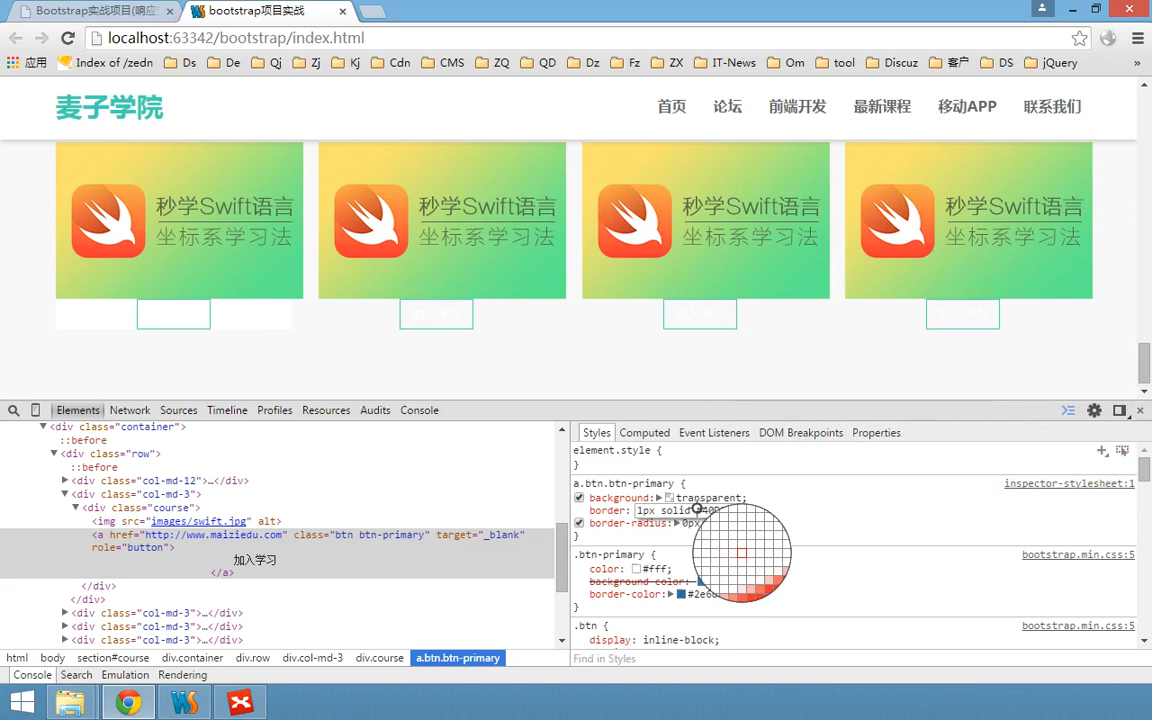 Bootstrap实战项目(响应
bootstrap项目实战
localhost:63342/bootstrap/index.html
应用 Index of /zedn Ds De Qj Zj Kj Cdn CMS ZQ QD Dz Fz ZX IT-News Om tool Discuz 客户 DS jQuery »
麦子学院 首页 论坛 前端开发 最新课程 移动APP 联系我们
秒学Swift语言 秒学Swift语言 秒学Swift语言 秒学Swift语言
坐标系学习法 坐标系学习法 坐标系学习法 坐标系学习法
加入学习 加入学习 加入学习
Elements Network Sources Timeline Profiles Resources Audits Console
<div class="container">
::before
<div class="row">
::before
<div class="col-md-12">…</div>
<div class="col-md-3">
<div class="course">
<img src="images/swift.jpg" alt>
<a href="http://www.maiziedu.com" class="btn btn-primary" target="_blank"
role="button">
加入学习
</a>
</div>
</div>
<div class="col-md-3">…</div>
<div class="col-md-3">…</div>
<div class="col-md-3">…</div>
html body section#course div.container div.row div.col-md-3 div.course a.btn.btn-primary
Styles Computed Event Listeners DOM Breakpoints Properties
element.style {
}
a.btn.btn-primary { inspector-stylesheet:1
background: transparent;
border: 1px solid
border-radius: 0px
}
.btn-primary { bootstrap.min.css:5
color: #fff;
background-color:
border-color: #2e6d
}
.btn { bootstrap.min.css:5
display: inline-block;
Find in Styles
Console Search Emulation Rendering